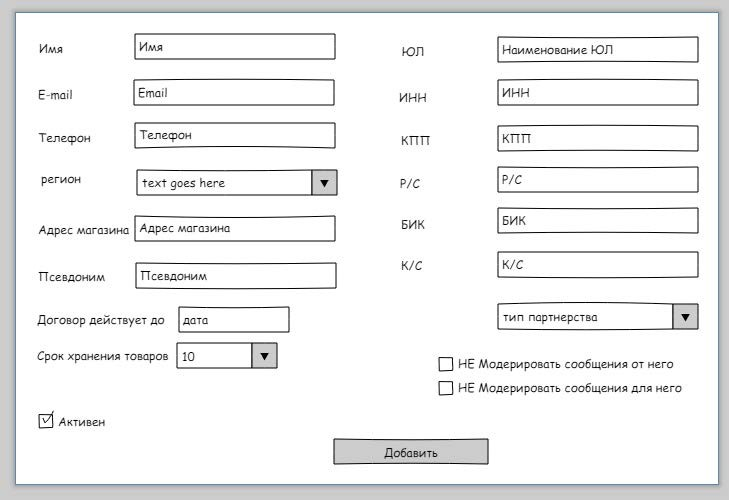 Имя Имя
ЮЛ Наименование ЮЛ
E-mail Email
ИНН ИНН
Телефон Телефон
КПП КПП
регион text goes here
Р/С Р/С
Адрес магазина Адрес магазина
БИК БИК
Псевдоним Псевдоним
К/С К/С
Договор действует до дата
тип партнерства
Срок хранения товаров 10
НЕ Модерировать сообщения от него
НЕ Модерировать сообщения для него
Активен
Добавить